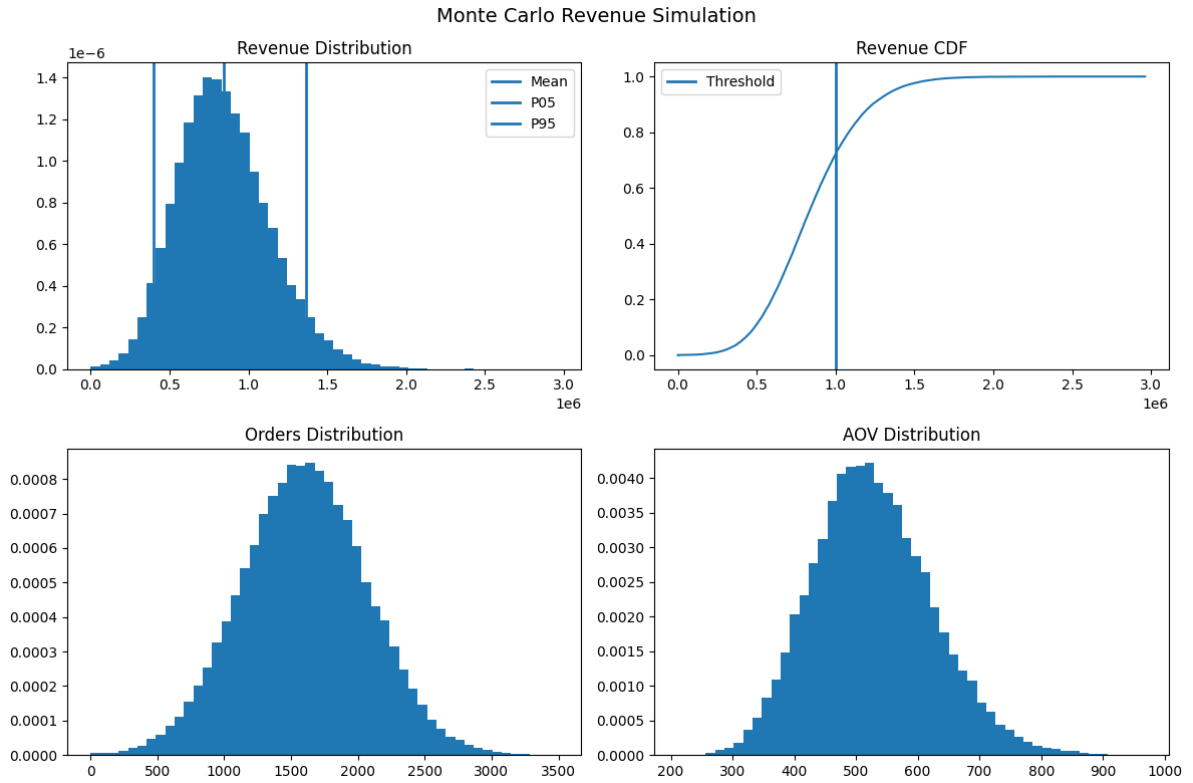 Monte Carlo Revenue Simulation
Revenue Distribution
1e−6
1.4
1.2
1.0
0.8
0.6
0.4
0.2
0.0
Mean
P05
P95
0.0 0.5 1.0 1.5 2.0 2.5 3.0
1e6
Revenue CDF
1.0
0.8
0.6
0.4
0.2
0.0
Threshold
0.0 0.5 1.0 1.5 2.0 2.5 3.0
1e6
Orders Distribution
0.0008
0.0007
0.0006
0.0005
0.0004
0.0003
0.0002
0.0001
0.0000
0 500 1000 1500 2000 2500 3000 3500
AOV Distribution
0.0040
0.0035
0.0030
0.0025
0.0020
0.0015
0.0010
0.0005
0.0000
200 300 400 500 600 700 800 900 1000